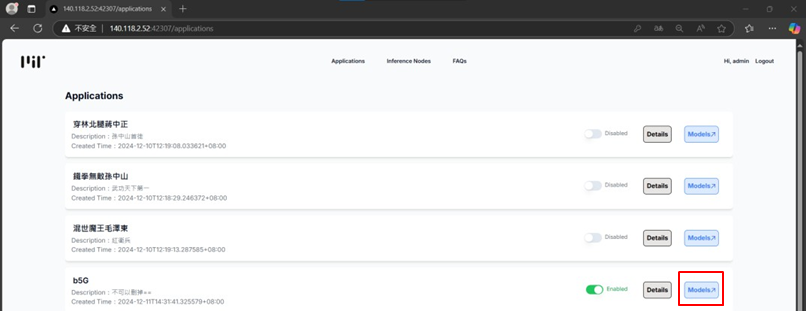 140.118.2.52:42307/applications
不安全 140.118.2.52:42307/applications
Applications Inference Nodes FAQs Hi, admin Logout
Applications
穿林北腿蔣中正
Description：孫中山首徒
Created Time：2024-12-10T12:19:08.033621+08:00
Disabled Details Models↗
鐵拳無敵孫中山
Description：武功天下第一
Created Time：2024-12-10T12:18:29.246372+08:00
Disabled Details Models↗
混世魔王毛澤東
Description：紅衛兵
Created Time：2024-12-10T12:19:13.287585+08:00
Disabled Details Models↗
b5G
Description：不可以刪掉==
Created Time：2024-12-11T14:31:41.325579+08:00
Enabled Details Models↗